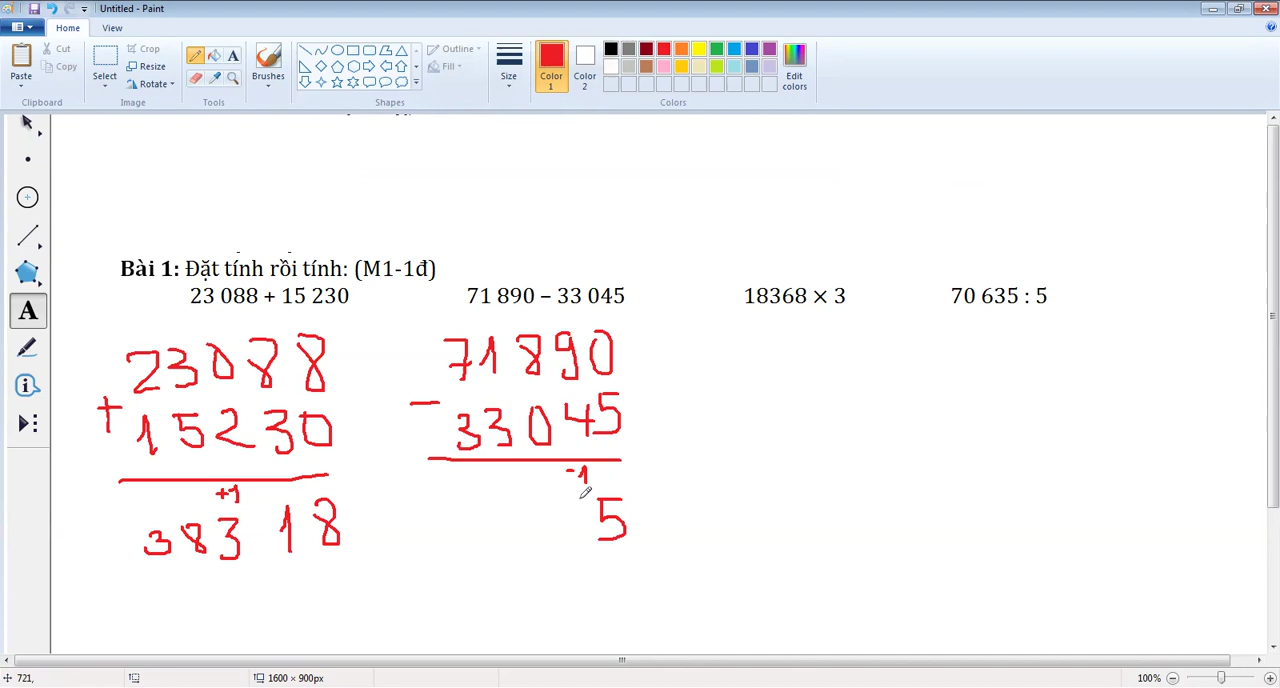 Untitled - Paint
Home View
Paste
Cut
Copy
Clipboard
Select
Crop
Resize
Rotate
Image
A
Tools
Brushes
Outline
Fill
Shapes
Size
Color 1
Color 2
Edit colors
Colors
A
Bài 1: Đặt tính rồi tính: (M1-1đ)
23 088 + 15 230 71 890 – 33 045 18368 × 3 70 635 : 5
23088 71890
+ -
15230 33045
+1 -1
38318 5
721, 1600 × 900px 100%